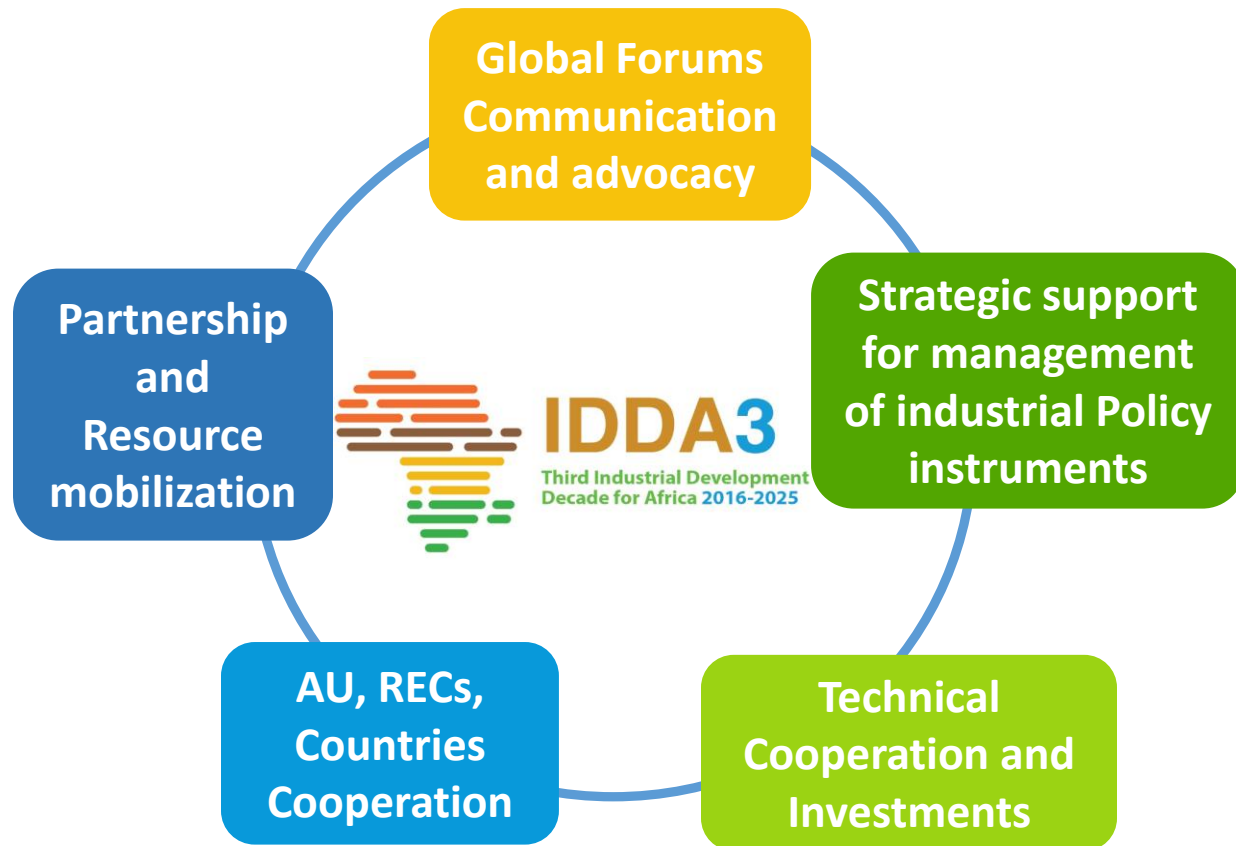 Global Forums
Communication
and advocacy
Strategic support
for management
of industrial Policy
instruments
Partnership
and
Resource
mobilization
IDDA3
Third Industrial Development
Decade for Africa 2016-2025
AU, RECs,
Countries
Cooperation
Technical
Cooperation and
Investments